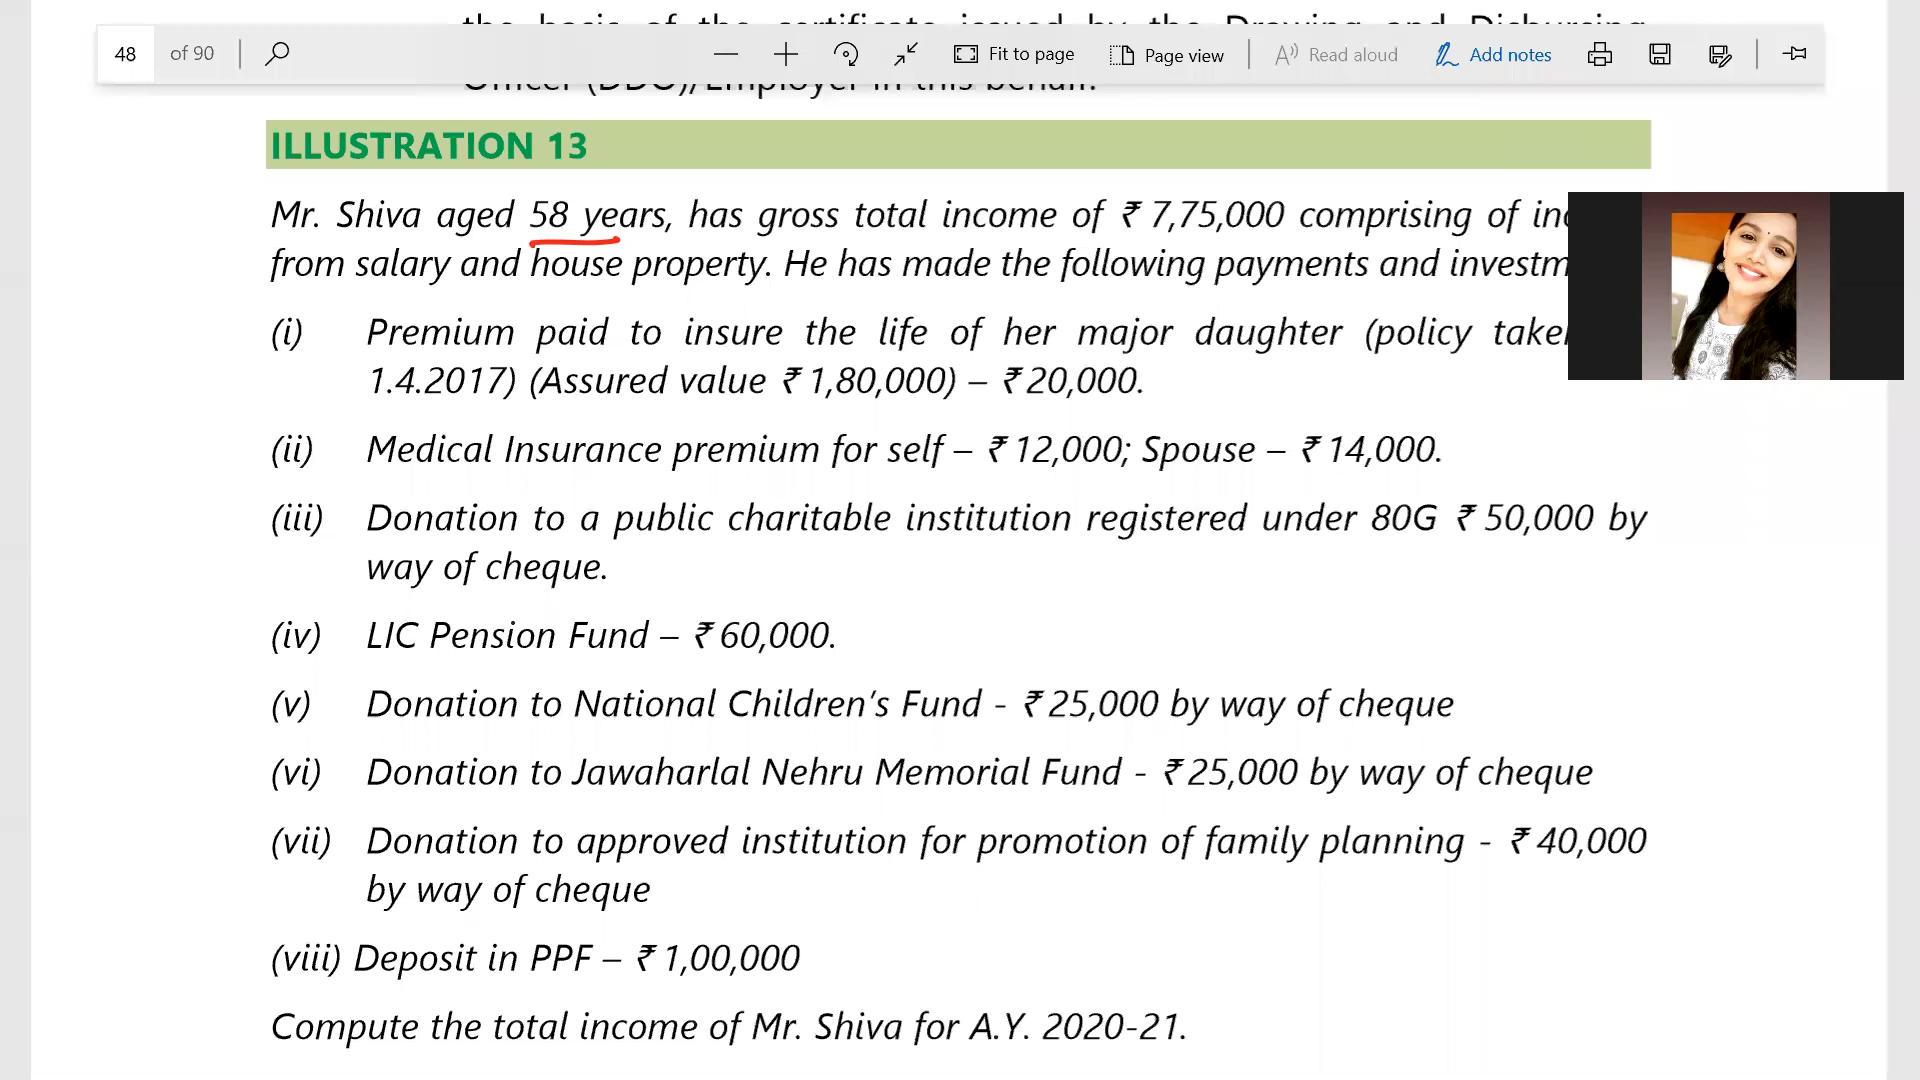 48 of 90 Fit to page Page view Read aloud Add notes
ILLUSTRATION 13
Mr. Shiva aged 58 years, has gross total income of ₹ 7,75,000 comprising of
from salary and house property. He has made the following payments and
(i) Premium paid to insure the life of her major daughter (policy
1.4.2017) (Assured value ₹ 1,80,000) – ₹ 20,000.
(ii) Medical Insurance premium for self – ₹ 12,000; Spouse – ₹ 14,000.
(iii) Donation to a public charitable institution registered under 80G ₹ 50,000 by
way of cheque.
(iv) LIC Pension Fund – ₹ 60,000.
(v) Donation to National Children’s Fund - ₹ 25,000 by way of cheque
(vi) Donation to Jawaharlal Nehru Memorial Fund - ₹ 25,000 by way of cheque
(vii) Donation to approved institution for promotion of family planning - ₹ 40,000
by way of cheque
(viii) Deposit in PPF – ₹ 1,00,000
Compute the total income of Mr. Shiva for A.Y. 2020-21.